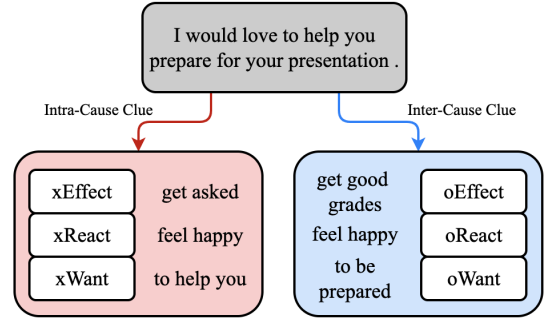 I would love to help you
prepare for your presentation .
Intra-Cause Clue
Inter-Cause Clue
xEffect get asked
xReact feel happy
xWant to help you
get good
grades
oEffect
feel happy
oReact
to be
prepared
oWant